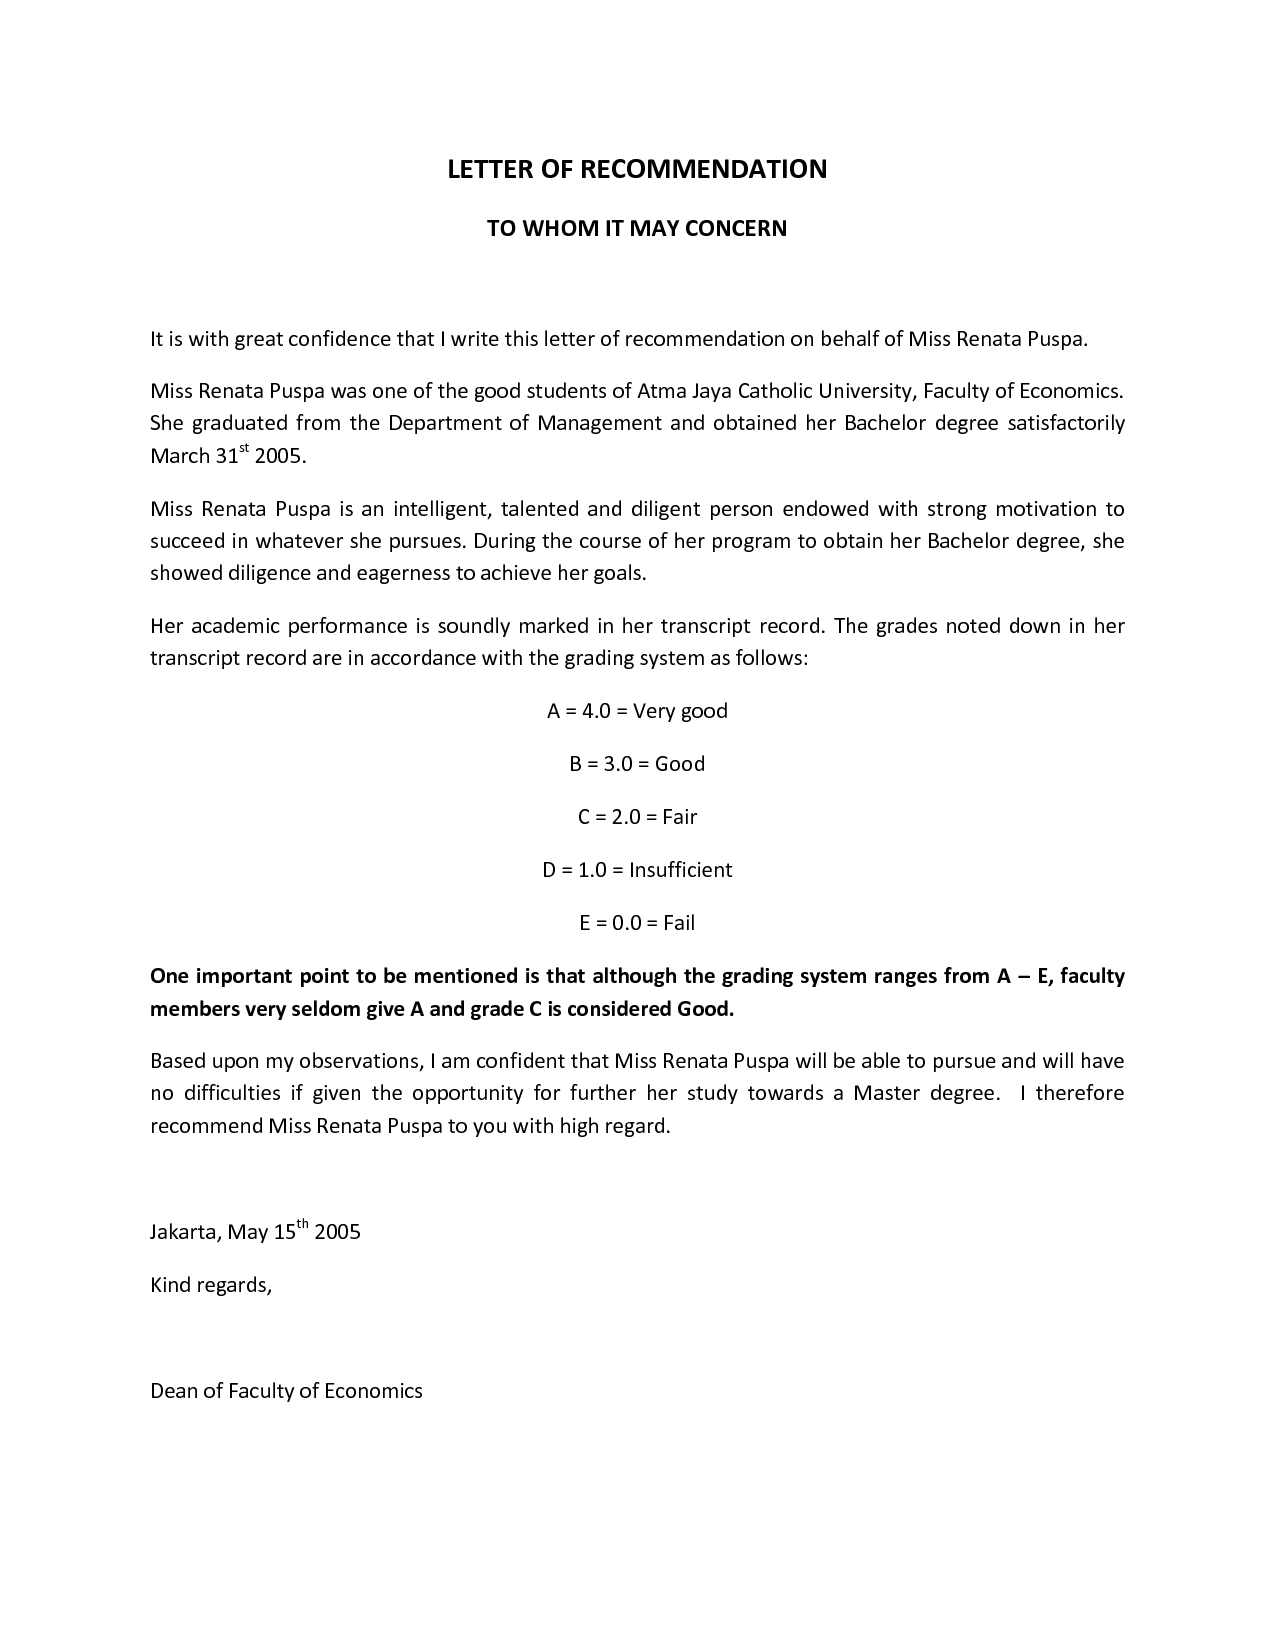 LETTER OF RECOMMENDATION
TO WHOM IT MAY CONCERN
It is with great confidence that I write this letter of recommendation on behalf of Miss Renata Puspa.
Miss Renata Puspa was one of the good students of Atma Jaya Catholic University, Faculty of Economics.
She graduated from the Department of Management and obtained her Bachelor degree satisfactorily
March 31st 2005.
Miss Renata Puspa is an intelligent, talented and diligent person endowed with strong motivation to
succeed in whatever she pursues. During the course of her program to obtain her Bachelor degree, she
showed diligence and eagerness to achieve her goals.
Her academic performance is soundly marked in her transcript record. The grades noted down in her
transcript record are in accordance with the grading system as follows:
A = 4.0 = Very good
B = 3.0 = Good
C = 2.0 = Fair
D = 1.0 = Insufficient
E = 0.0 = Fail
One important point to be mentioned is that although the grading system ranges from A – E, faculty
members very seldom give A and grade C is considered Good.
Based upon my observations, I am confident that Miss Renata Puspa will be able to pursue and will have
no difficulties if given the opportunity for further her study towards a Master degree. I therefore
recommend Miss Renata Puspa to you with high regard.
Jakarta, May 15th 2005
Kind regards,
Dean of Faculty of Economics